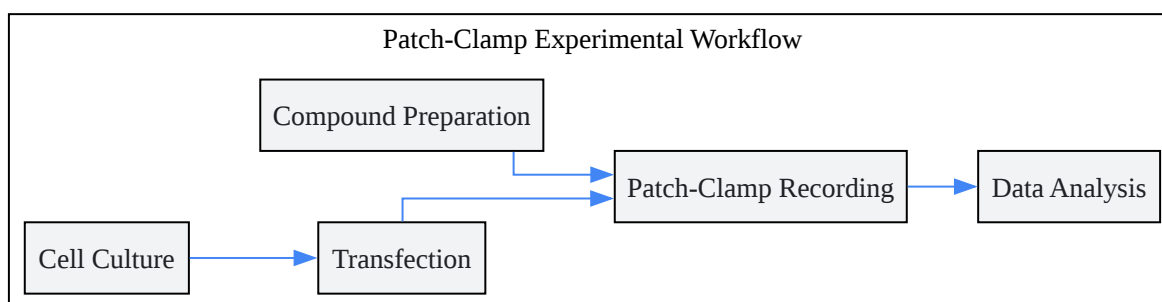 Patch-Clamp Experimental Workflow
Compound Preparation
Patch-Clamp Recording
Data Analysis
Cell Culture
Transfection